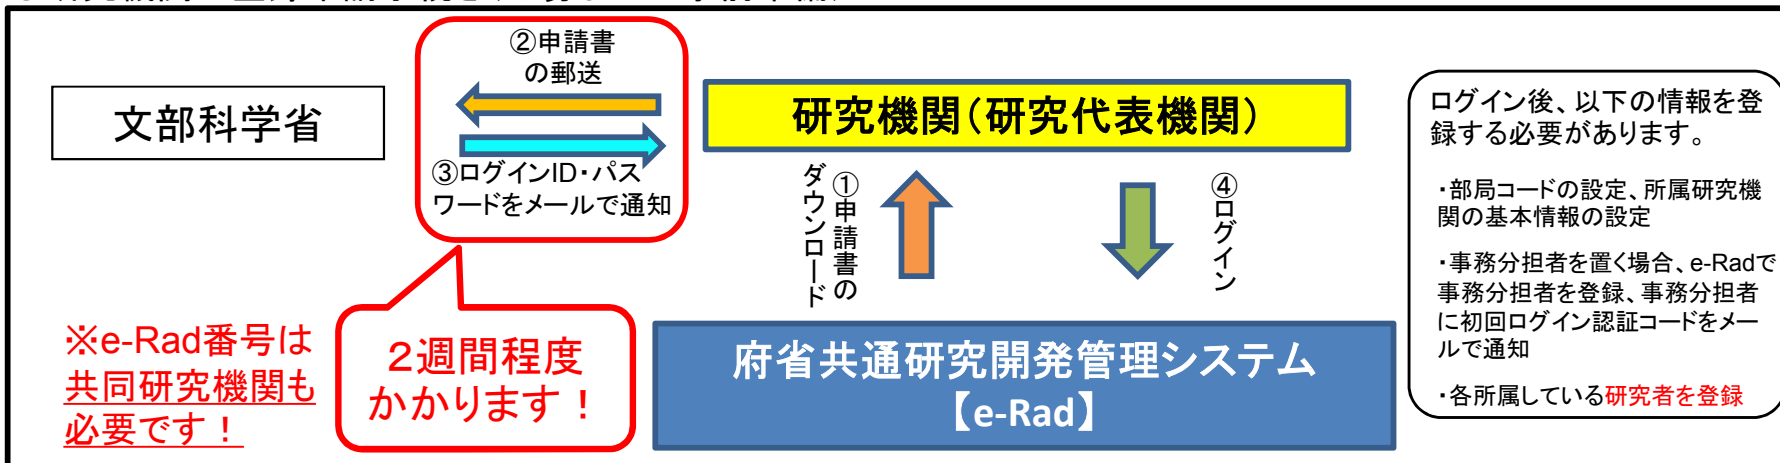 ②申請書
の郵送
文部科学省
研究機関（研究代表機関）
③ログインID・パス
ワードをメールで通知
①申請書の
ダウンロード
④ログイン
※e-Rad番号は
共同研究機関も
必要です！
２週間程度
かかります！
府省共通研究開発管理システム
【e-Rad】
ログイン後、以下の情報を登
録する必要があります。
・部局コードの設定、所属研究機
関の基本情報の設定
・事務分担者を置く場合、e-Radで
事務分担者を登録、事務分担者
に初回ログイン認証コードをメー
ルで通知
・各所属している研究者を登録